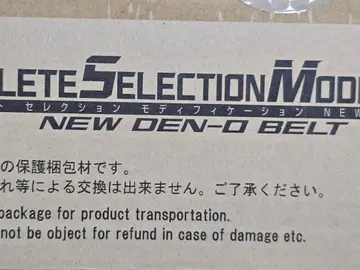 LETE SELECTION MOD
ト セレクション モディフィケーション NEW
NEW DEN-O BELT
の保護梱包材です。
れ等による交換は出来ません。ご了承ください。
package for product transportation.
not be object for refund in case of damage etc.